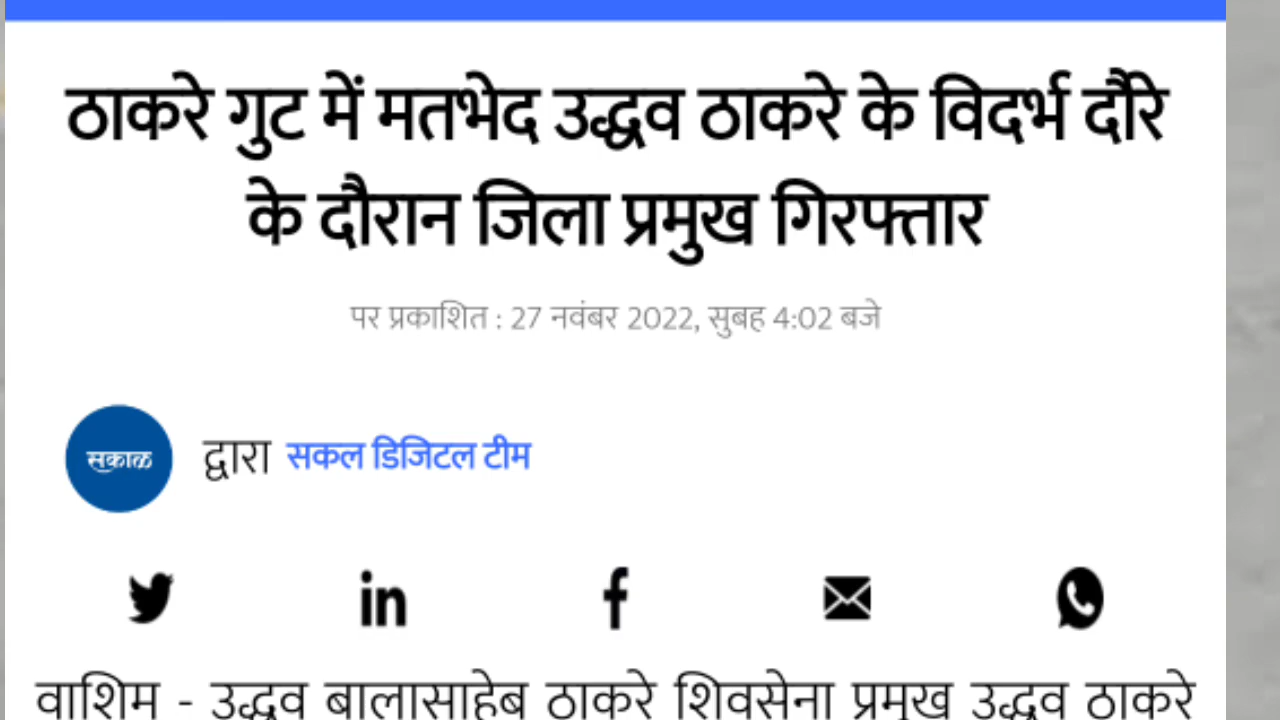 ठाकरे गुट में मतभेद उद्धव ठाकरे के विदर्भ दौरे
के दौरान जिला प्रमुख गिरफ्तार
पर प्रकाशित : 27 नवंबर 2022, सुबह 4:02 बजे
सकाळ
द्वारा सकल डिजिटल टीम
वाशिम - उद्धव बालासाहेब ठाकरे शिवसेना प्रमुख उद्धव ठाकरे